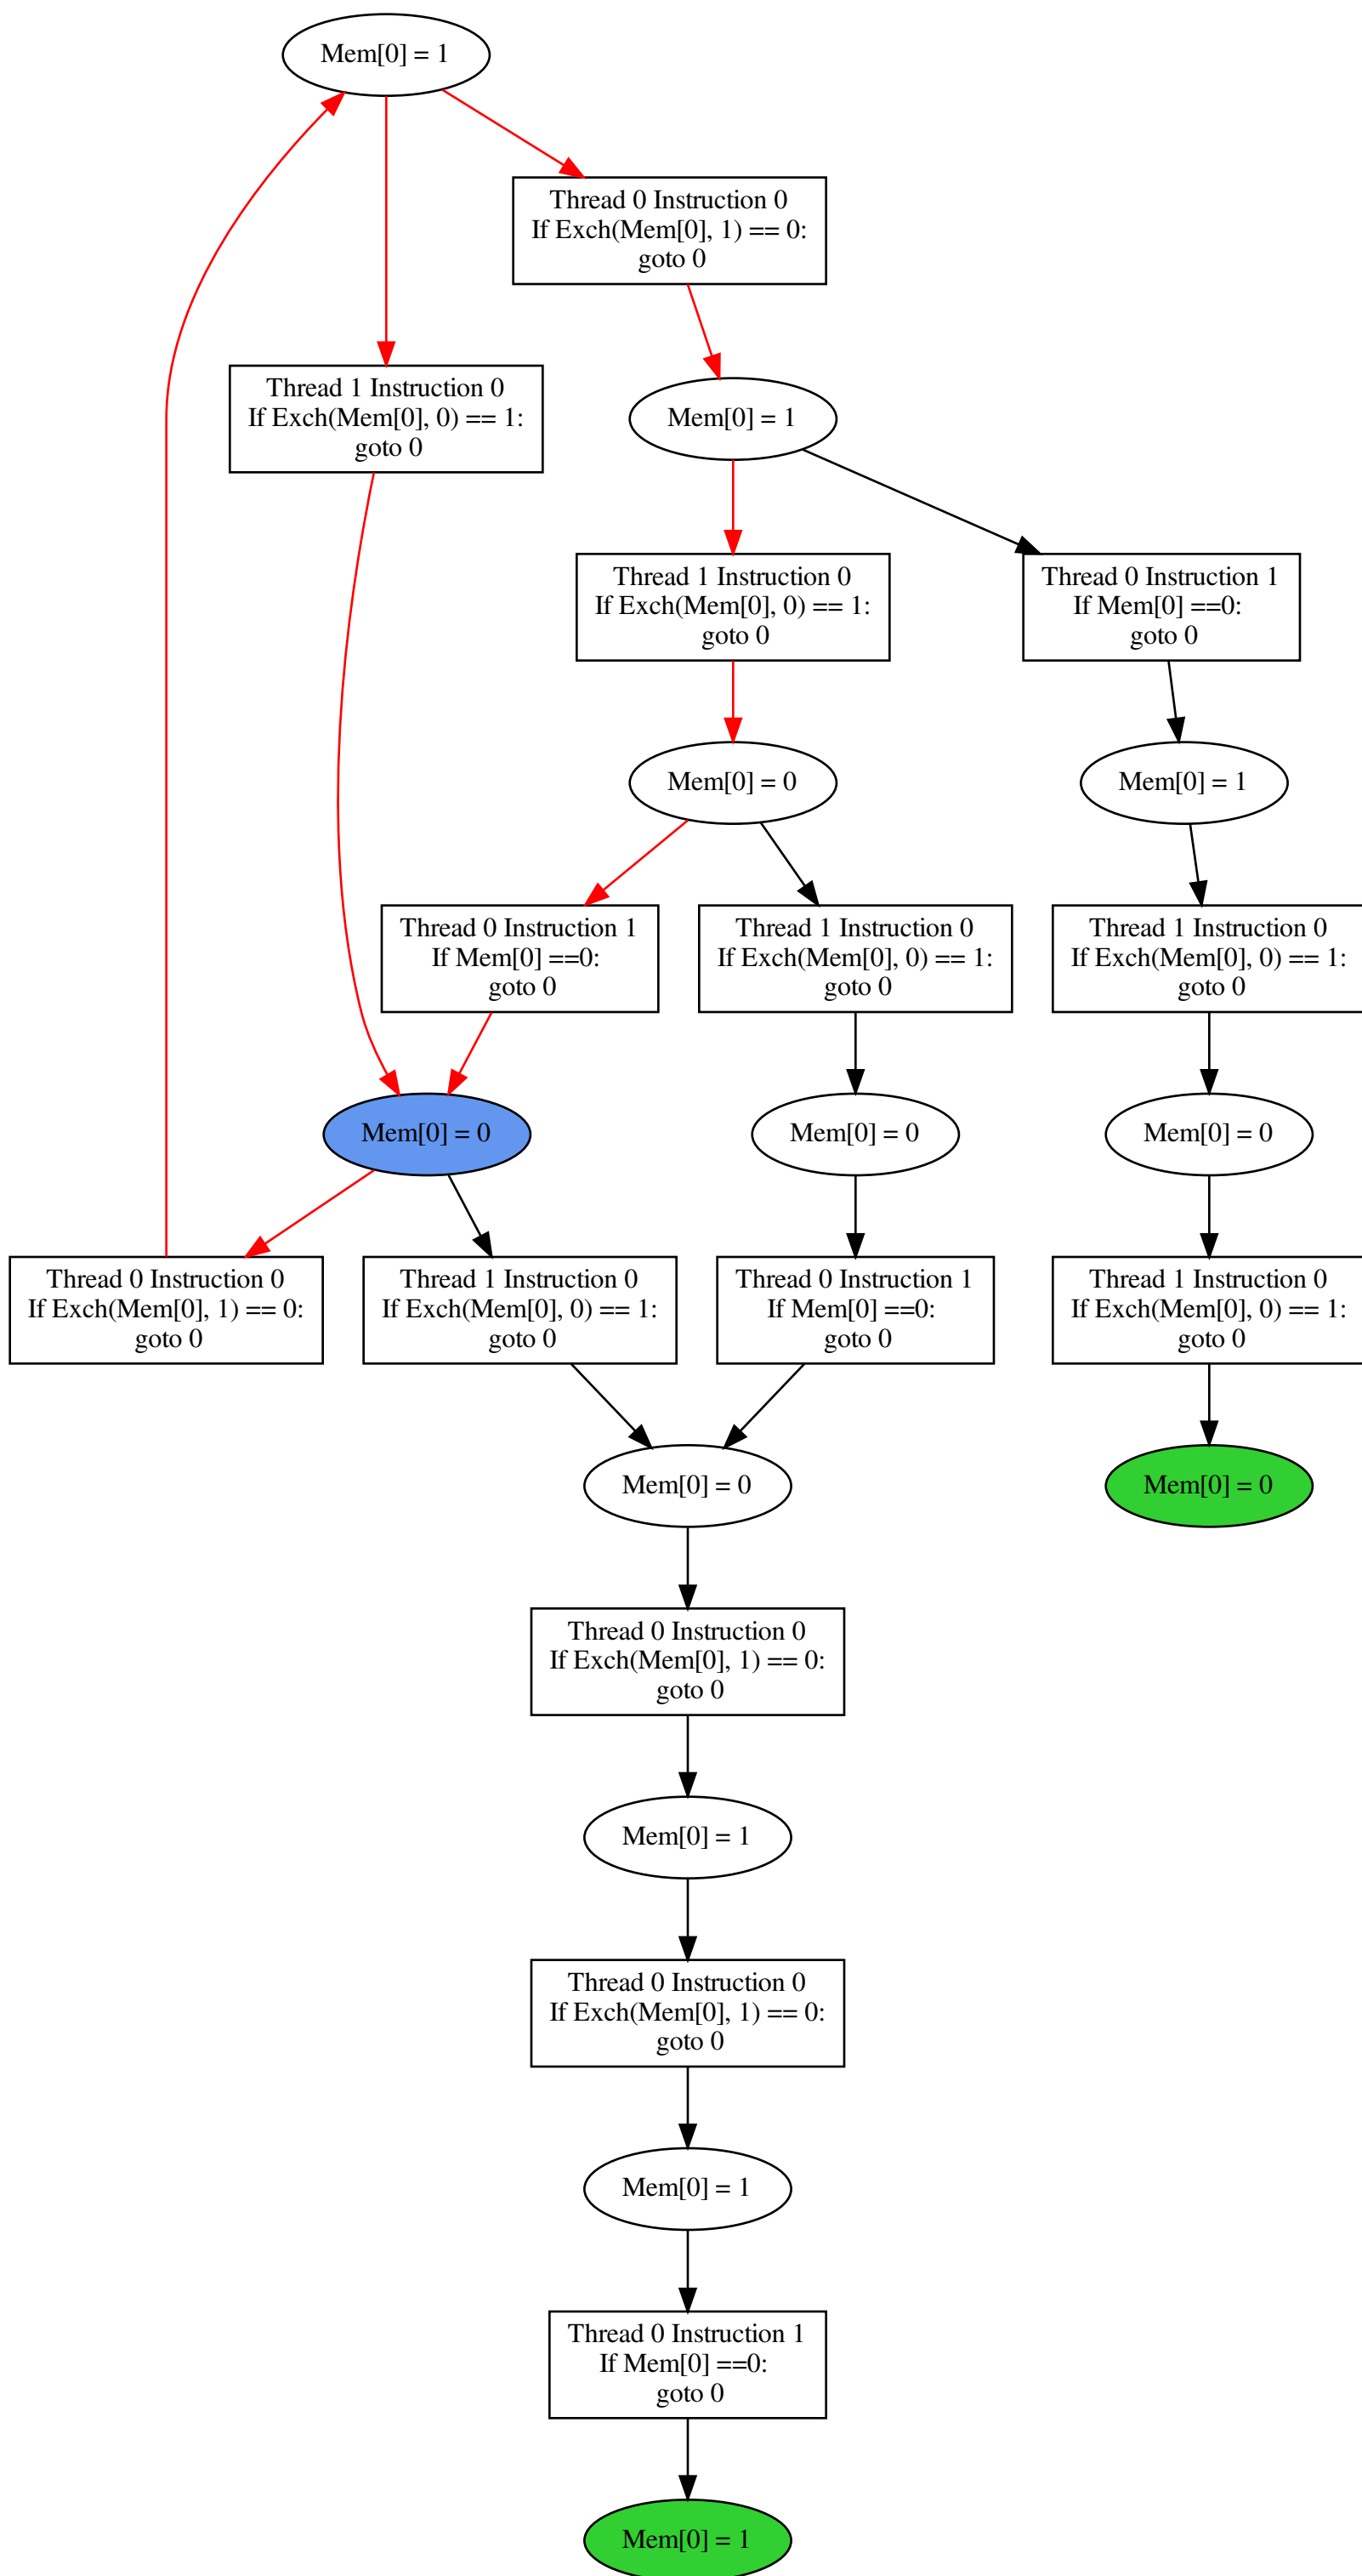 Mem[0] = 1
Thread 0 Instruction 0
If Exch(Mem[0], 1) == 0:
goto 0
Thread 1 Instruction 0
If Exch(Mem[0], 0) == 1:
goto 0
Mem[0] = 1
Thread 1 Instruction 0
If Exch(Mem[0], 0) == 1:
goto 0
Thread 0 Instruction 1
If Mem[0] ==0:
goto 0
Mem[0] = 0
Mem[0] = 1
Thread 0 Instruction 1
If Mem[0] ==0:
goto 0
Thread 1 Instruction 0
If Exch(Mem[0], 0) == 1:
goto 0
Thread 1 Instruction 0
If Exch(Mem[0], 0) == 1:
goto 0
Mem[0] = 0
Mem[0] = 0
Mem[0] = 0
Thread 0 Instruction 0
If Exch(Mem[0], 1) == 0:
goto 0
Thread 1 Instruction 0
If Exch(Mem[0], 0) == 1:
goto 0
Thread 0 Instruction 1
If Mem[0] ==0:
goto 0
Thread 1 Instruction 0
If Exch(Mem[0], 0) == 1:
goto 0
Mem[0] = 0
Mem[0] = 0
Thread 0 Instruction 0
If Exch(Mem[0], 1) == 0:
goto 0
Mem[0] = 1
Thread 0 Instruction 0
If Exch(Mem[0], 1) == 0:
goto 0
Mem[0] = 1
Thread 0 Instruction 1
If Mem[0] ==0:
goto 0
Mem[0] = 1